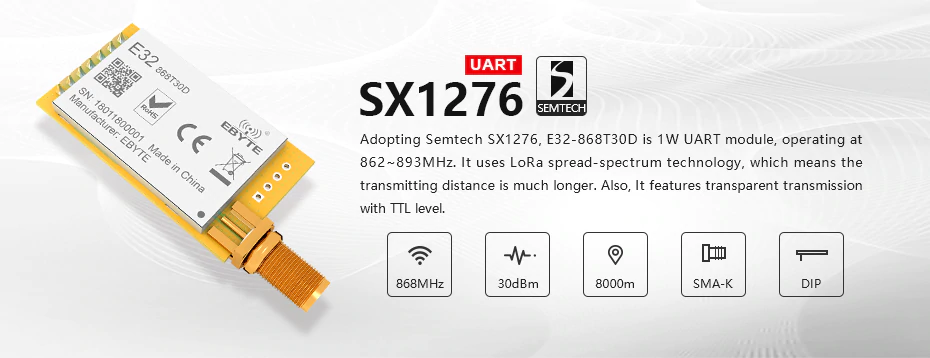 E32 868T30D
RoHS
SN: 18011800001
Manufacturer: EBYTE
Made in China
CE
EBYTE
UART
SX1276
SEMTECH
Adopting Semtech SX1276, E32-868T30D is 1W UART module, operating at
862~893MHz. It uses LoRa spread-spectrum technology, which means the
transmitting distance is much longer. Also, It features transparent transmission
with TTL level.
868MHz
30dBm
8000m
SMA-K
DIP